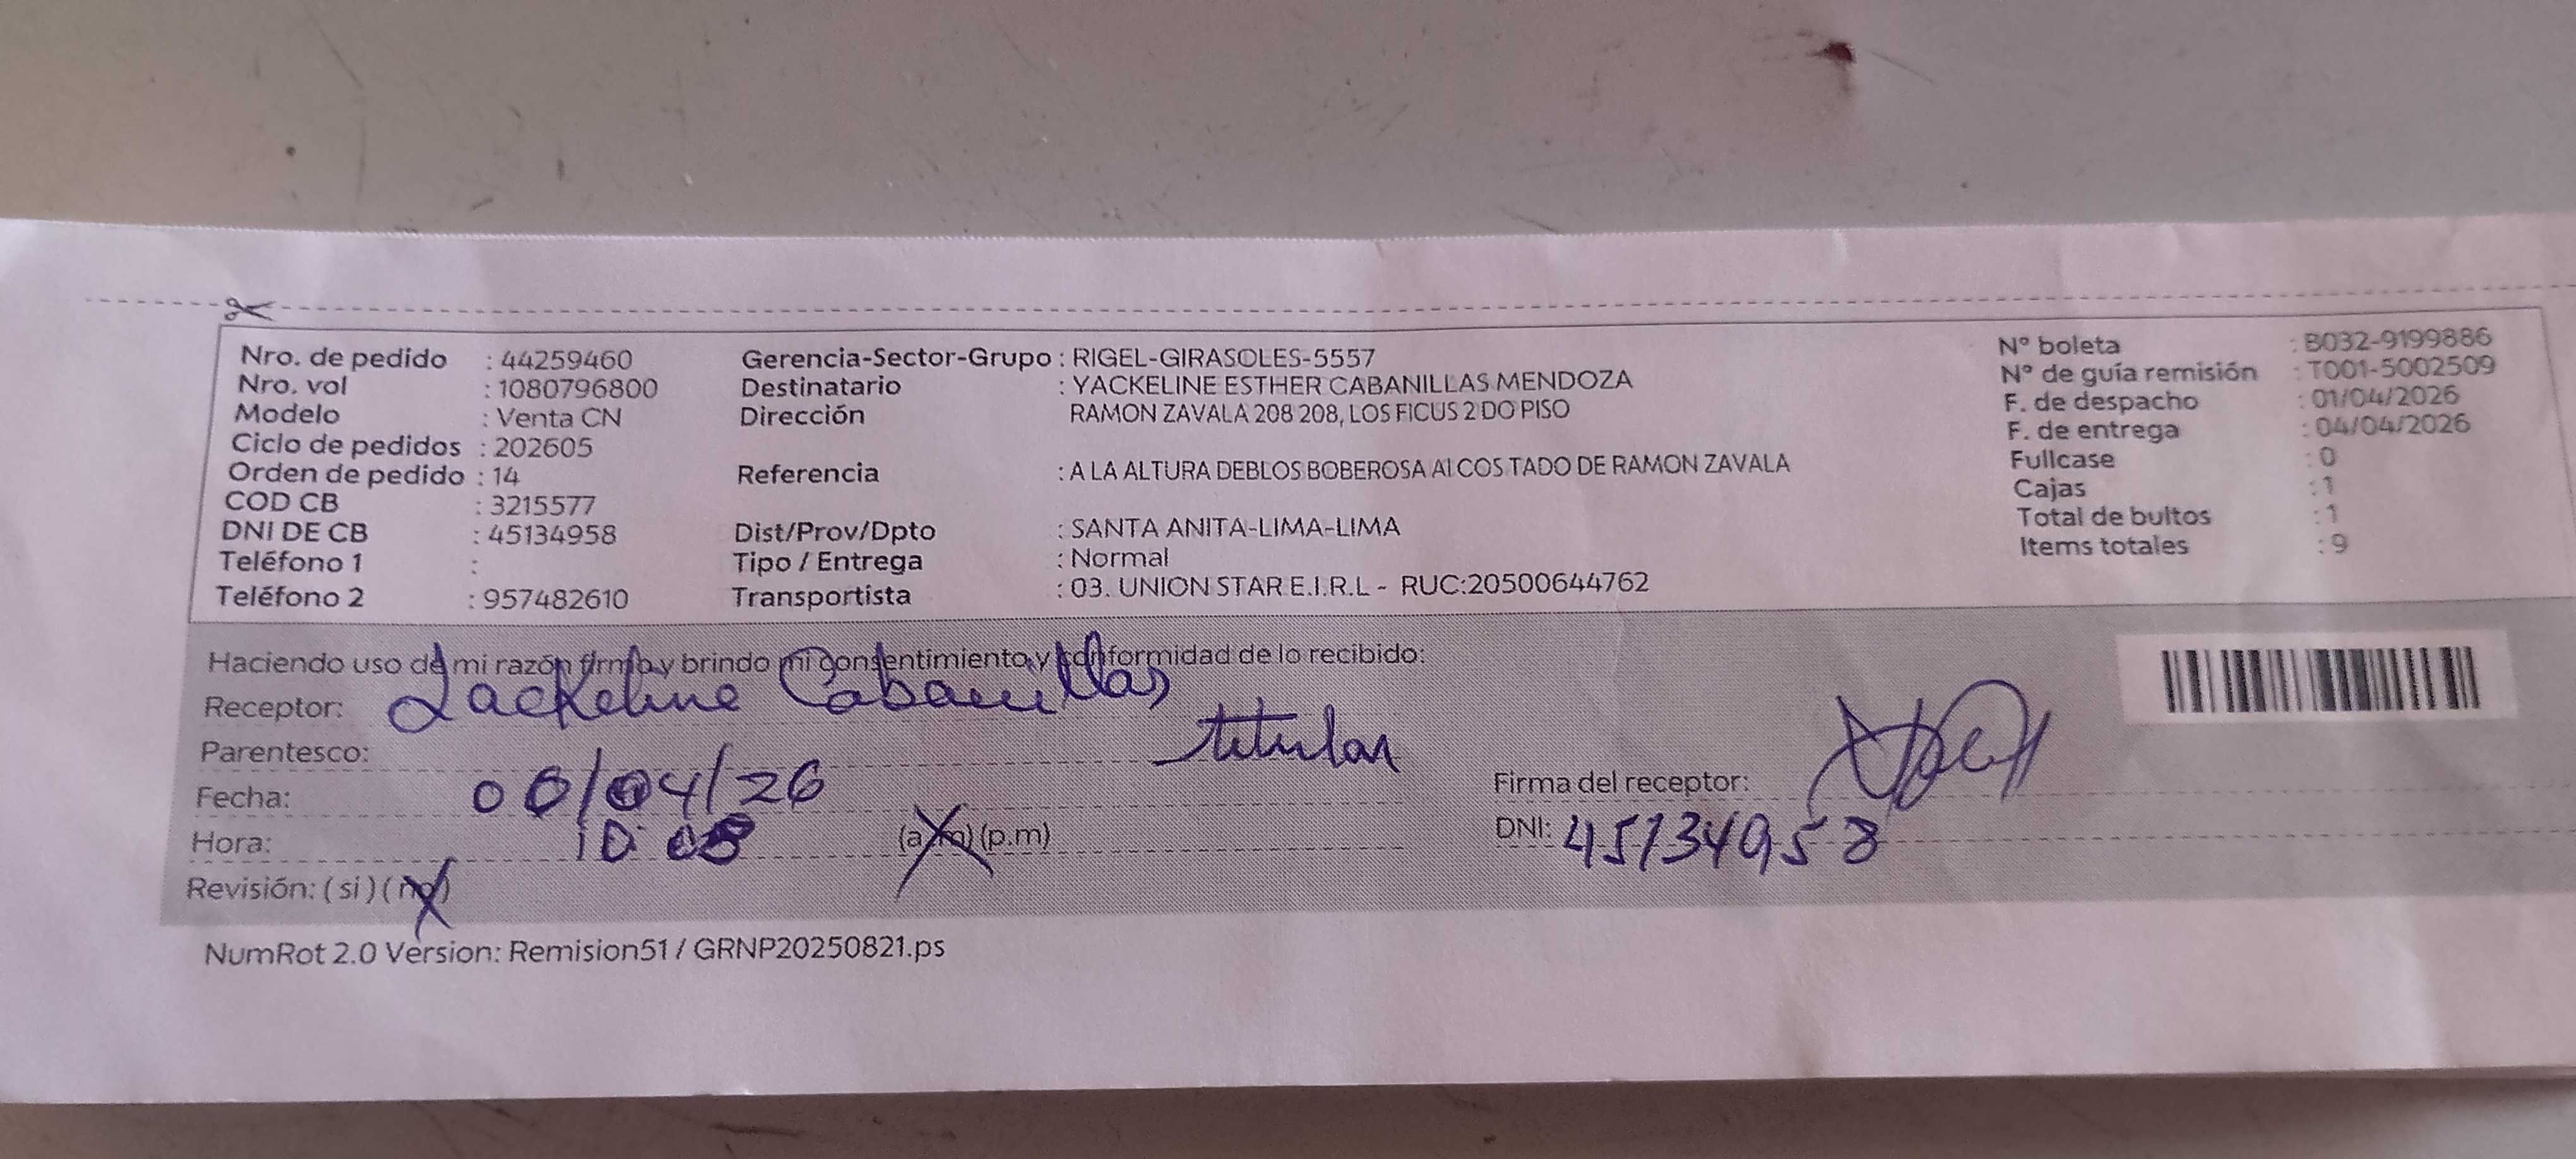 Nro. de pedido : 44259460
Nro. vol : 1080796800
Modelo : Venta CN
Ciclo de pedidos : 202605
Orden de pedido : 14
COD CB : 3215577
DNI DE CB : 45134958
Teléfono 1 :
Teléfono 2 : 957482610
Gerencia-Sector-Grupo : RIGEL-GIRASOLES-5557
Destinatario : YACKELINE ESTHER CABANILLAS MENDOZA
Dirección RAMON ZAVALA 208 208, LOS FICUS 2 DO PISO
Referencia : A LA ALTURA DEBLOS BOBEROSA Al COS TADO DE RAMON ZAVALA
Dist/Prov/Dpto : SANTA ANITA-LIMA-LIMA
Tipo / Entrega : Normal
Transportista : 03. UNION STAR E.I.R.L - RUC:20500644762
N° boleta : B032-9199886
N° de guía remisión : T001-5002509
F. de despacho : 01/04/2026
F. de entrega : 04/04/2026
Fullcase : 0
Cajas : 1
Total de bultos : 1
Items totales : 9
Haciendo uso de mi razón firmo y brindo mi consentimiento y conformidad de lo recibido:
Receptor: Yackeline Cabanillas
Parentesco: titular
Fecha: 06/04/26
Hora: 10:08 (a.m) (p.m)
Revisión: (si) (no)
Firma del receptor:
DNI: 45134958
NumRot 2.0 Version: Remision51 / GRNP20250821.ps